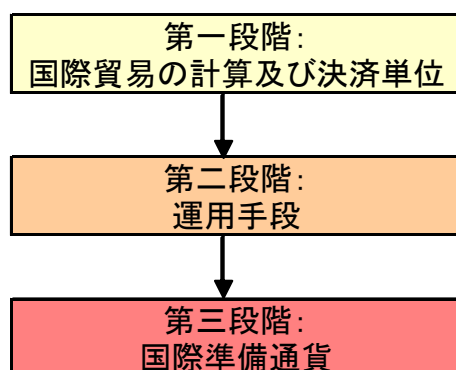 第一段階：
国際貿易の計算及び決済単位
第二段階：
運用手段
第三段階：
国際準備通貨